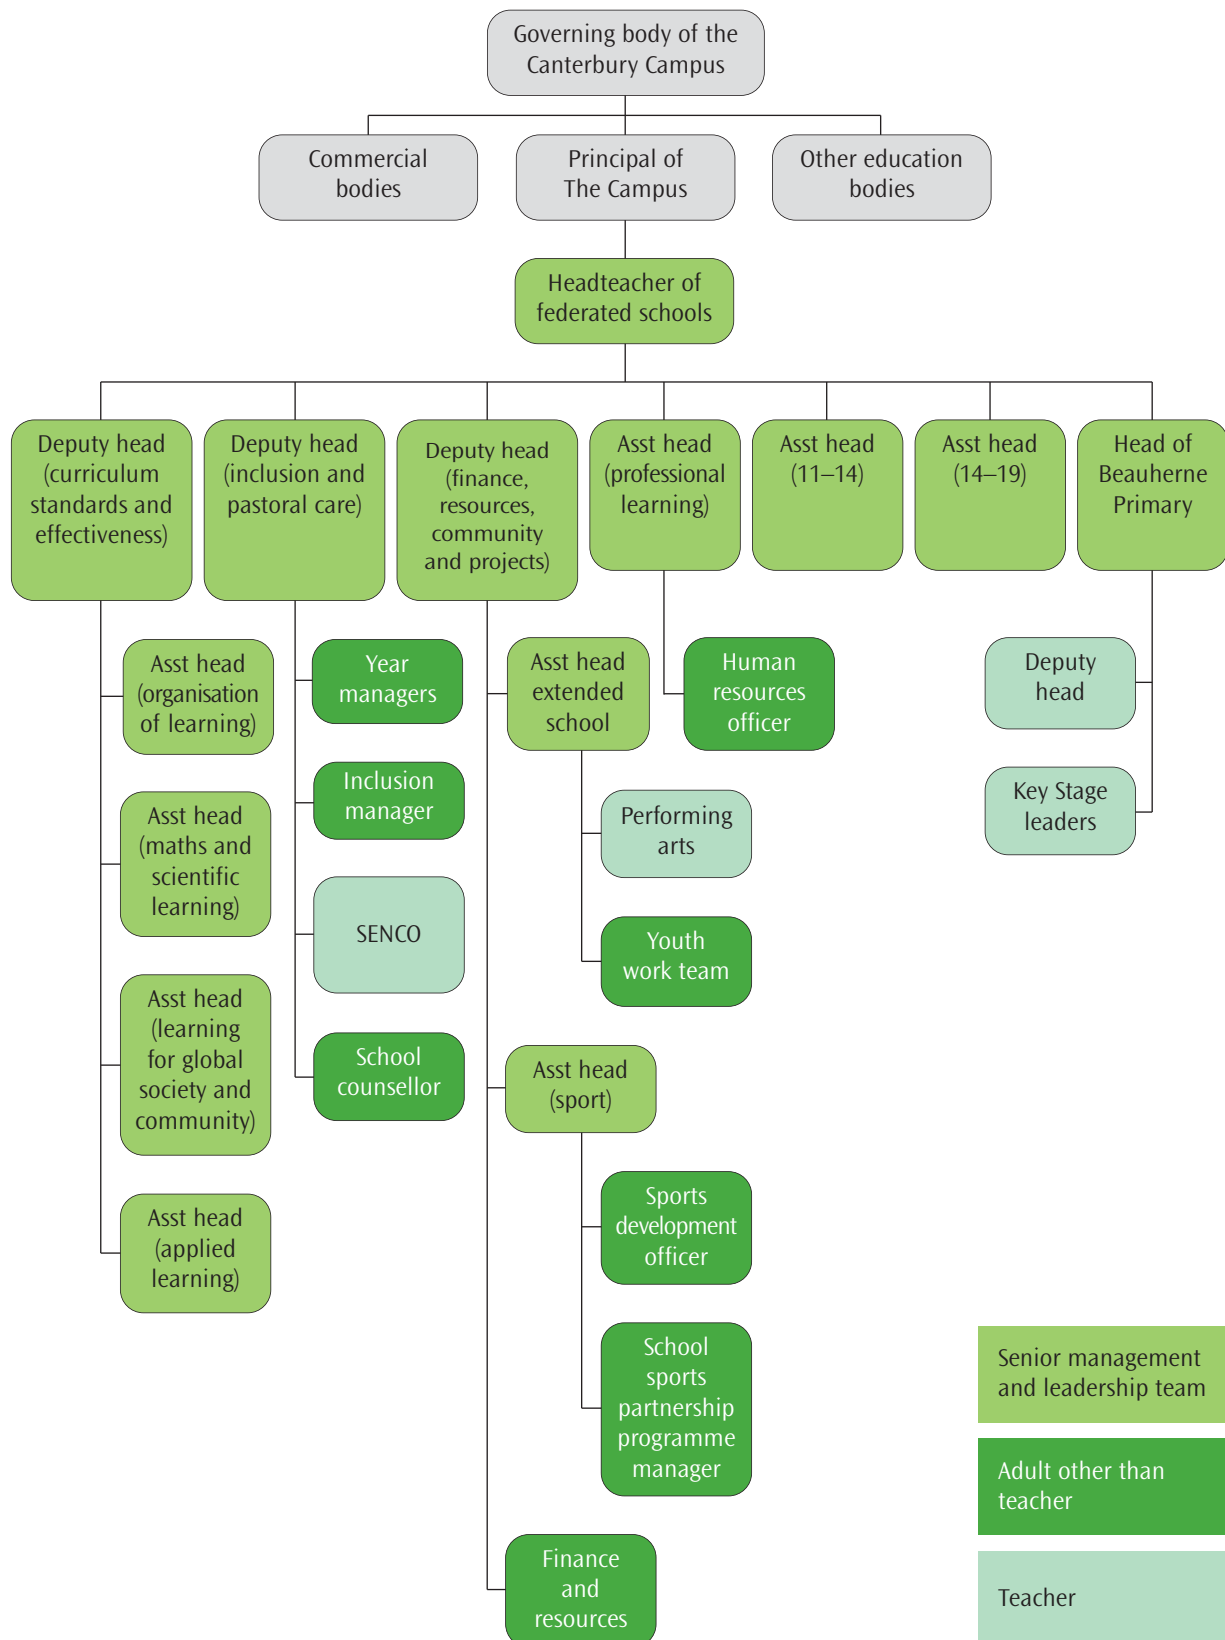 Governing body of the
Canterbury Campus
Commercial
bodies
Principal of
The Campus
Other education
bodies
Headteacher of
federated schools
Deputy head
(curriculum
standards and
effectiveness)
Deputy head
(inclusion and
pastoral care)
Deputy head
(finance,
resources,
community
and projects)
Asst head
(professional
learning)
Asst head
(11–14)
Asst head
(14–19)
Head of
Beauherne
Primary
Asst head
(organisation
of learning)
Asst head
(maths and
scientific
learning)
Asst head
(learning
for global
society and
community)
Asst head
(applied
learning)
Year
managers
Inclusion
manager
SENCO
School
counsellor
Asst head
extended
school
Performing
arts
Youth
work team
Asst head
(sport)
Sports
development
officer
School
sports
partnership
programme
manager
Finance
and
resources
Human
resources
officer
Deputy
head
Key Stage
leaders
Senior management
and leadership team
Adult other than
teacher
Teacher